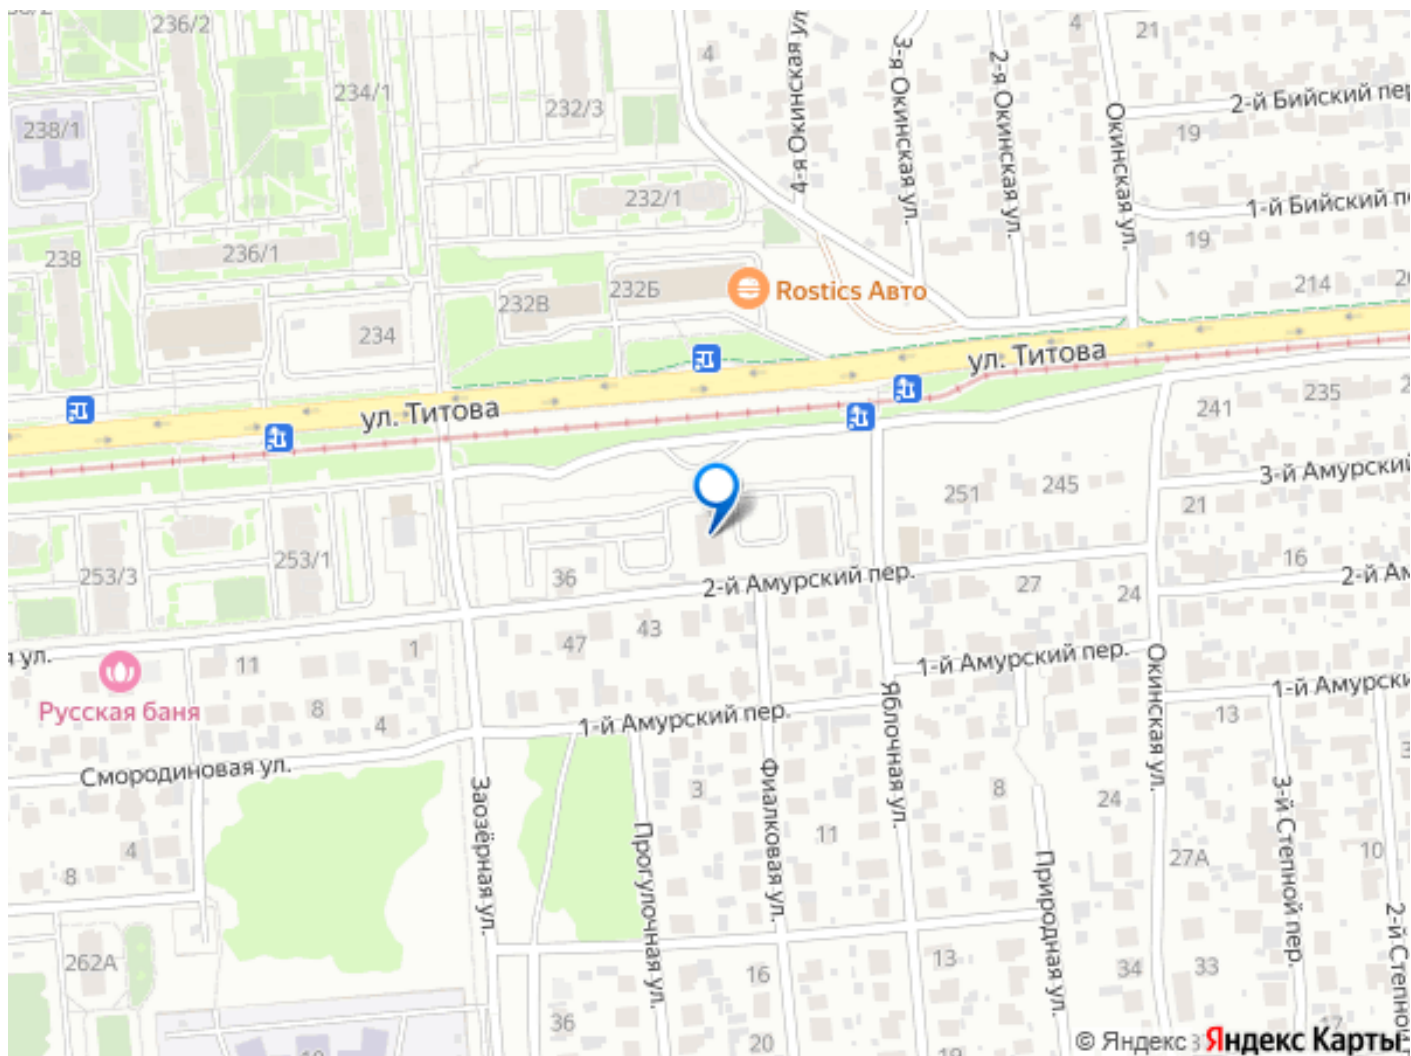 236/2
4
3-я Окинская ул.
2-я Окинская ул.
4
21
234/1
232/3
4-я Окинская ул.
Окинская ул.
2-й Бийский пер
238/1
19
232/1
1-й Бийский п
19
238
236/1
232В
232Б
Rostics Авто
214
234
ул. Титова
ул. Титова
241
235
3-й Амурский
251
245
21
253/3
253/1
36
2-й Амурский пер.
27
24
16
2-й Ам
я ул.
11
1
47
43
1-й Амурский пер.
Окинская ул.
1-й Амурски
Русская баня
8
4
1-й Амурский пер.
Яблочная ул.
13
Смородиновая ул.
Заозёрная ул.
3
Фиалковая ул.
11
8
24
3-й Степной пер.
4
8
Прогулочная ул.
Природная ул.
27А
10
2-й Степной
262А
16
13
34
33
36
20
19
17
© Яндекс
Яндекс Карты